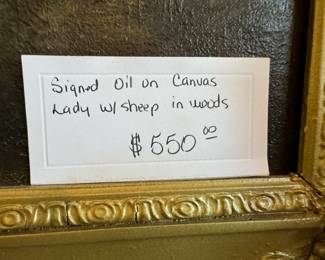 Signed Oil on Canvas
Lady w/ sheep in woods
$550.00